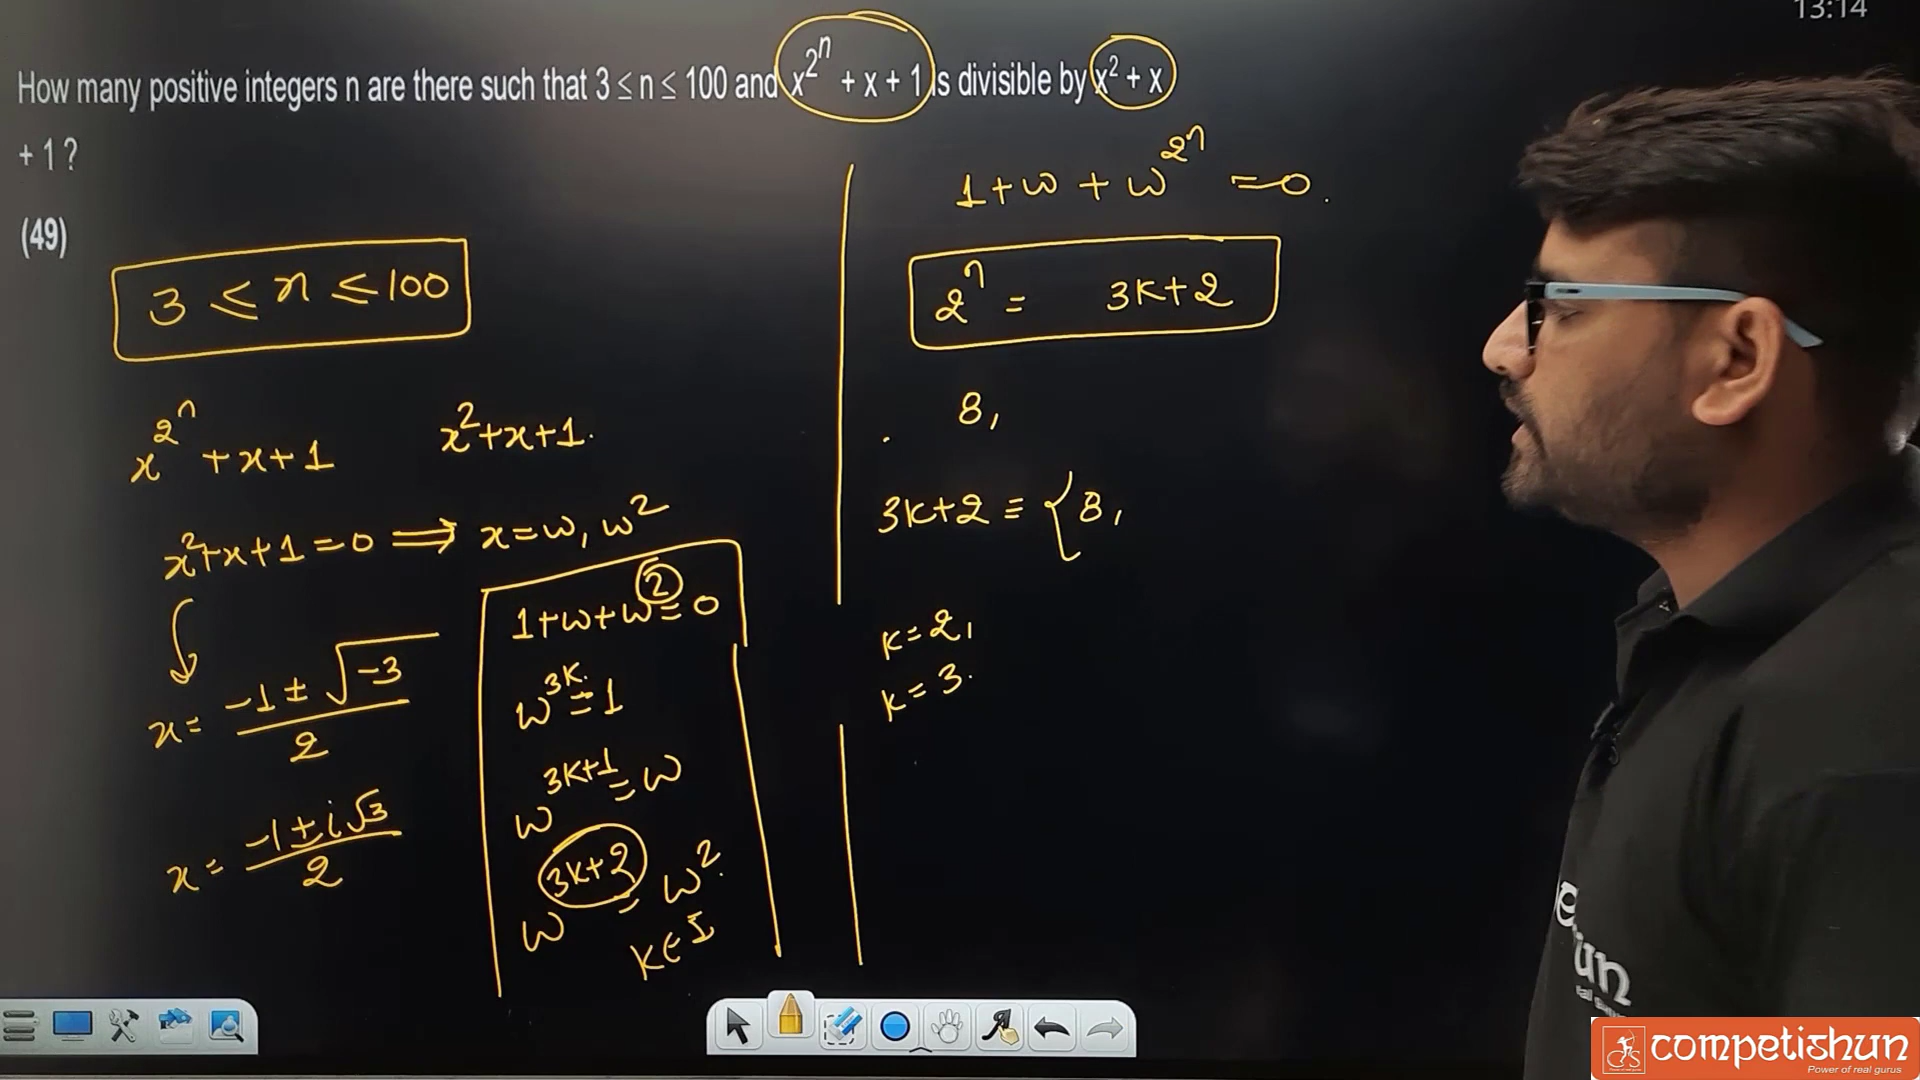 13:14
How many positive integers n are there such that 3 ≤ n ≤ 100 and x^2^n + x + 1 is divisible by x² + x
+ 1 ?
(49)
3 ≤ n ≤ 100
x^2^n + x + 1
x² + x + 1.
x² + x + 1 = 0 ⟹ x = ω, ω²
x = (-1 ± √-3)/2
x = (-1 ± i√3)/2
1 + ω + ω² = 0
ω^3k = 1
ω^3k+1 = ω
ω^3k+2 = ω²
k ∈ I
1 + ω + ω^2^n = 0.
2^n = 3k+2
8,
3k+2 ≡ { 8,
k = 2,
k = 3.
competishun
Power of real gurus